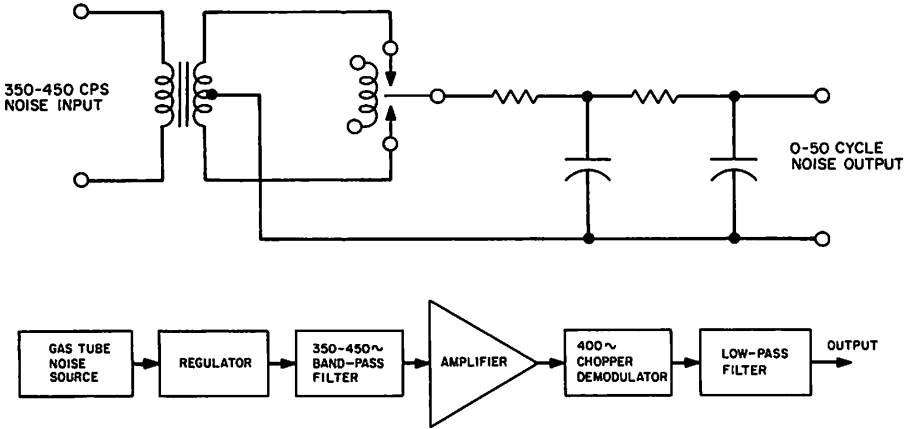 350-450 CPS
NOISE INPUT
0-50 CYCLE
NOISE OUTPUT
GAS TUBE
NOISE
SOURCE
REGULATOR
350-450~
BAND-PASS
FILTER
AMPLIFIER
400~
CHOPPER
DEMODULATOR
LOW-PASS
FILTER
OUTPUT